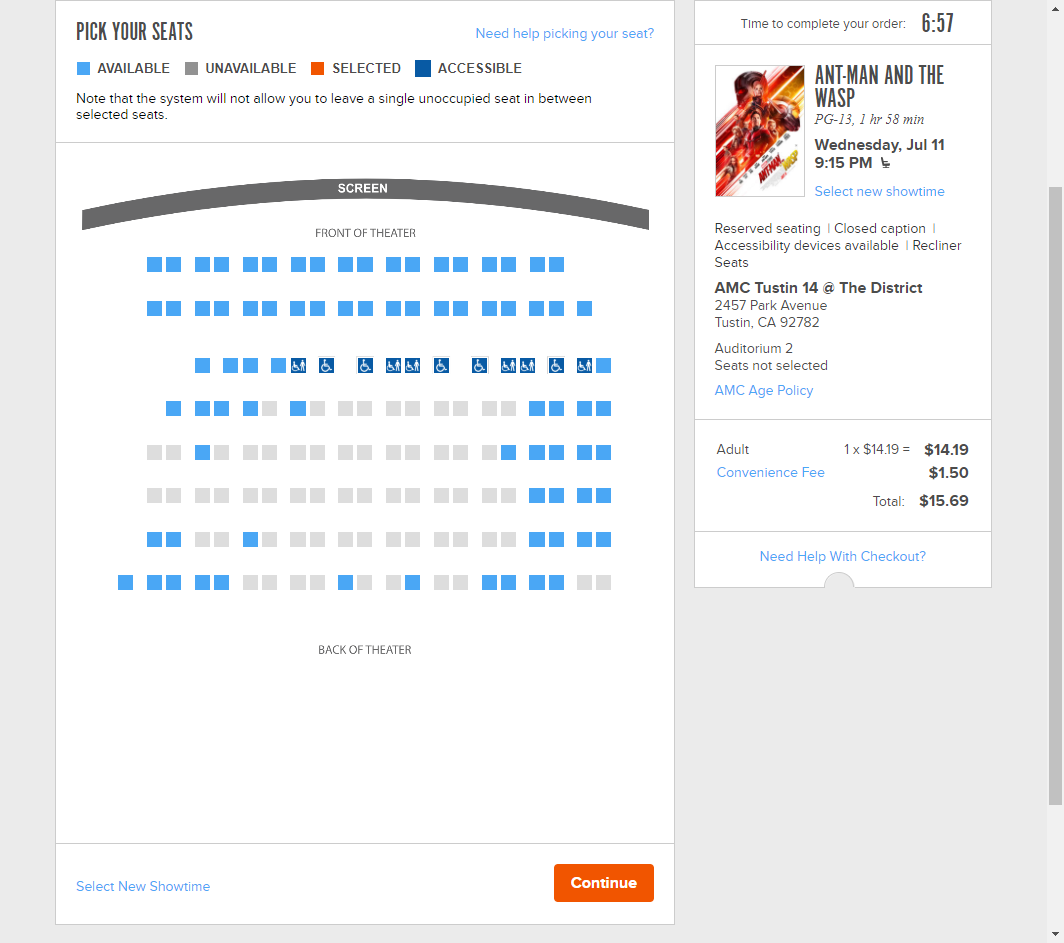 PICK YOUR SEATS
Need help picking your seat?
AVAILABLE UNAVAILABLE SELECTED ACCESSIBLE
Note that the system will not allow you to leave a single unoccupied seat in between
selected seats.
SCREEN
FRONT OF THEATER
BACK OF THEATER
Select New Showtime
Continue
Time to complete your order: 6:57
ANT-MAN AND THE
WASP
PG-13, 1 hr 58 min
Wednesday, Jul 11
9:15 PM
Select new showtime
ANT-MAN
Reserved seating | Closed caption |
Accessibility devices available | Recliner
Seats
AMC Tustin 14 @ The District
2457 Park Avenue
Tustin, CA 92782
Auditorium 2
Seats not selected
AMC Age Policy
Adult 1 x $14.19 = $14.19
Convenience Fee $1.50
Total: $15.69
Need Help With Checkout?